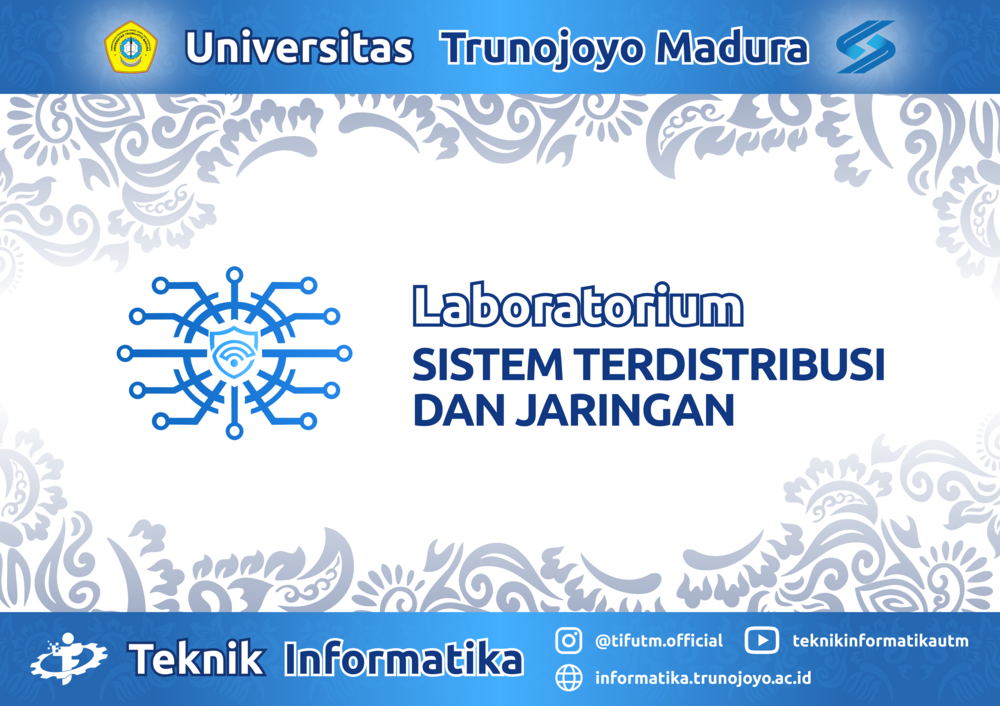 Universitas Trunojoyo Madura
Laboratorium
SISTEM TERDISTRIBUSI
DAN JARINGAN
Teknik Informatika
@tifutm.official
teknikinformatikautm
informatika.trunojoyo.ac.id